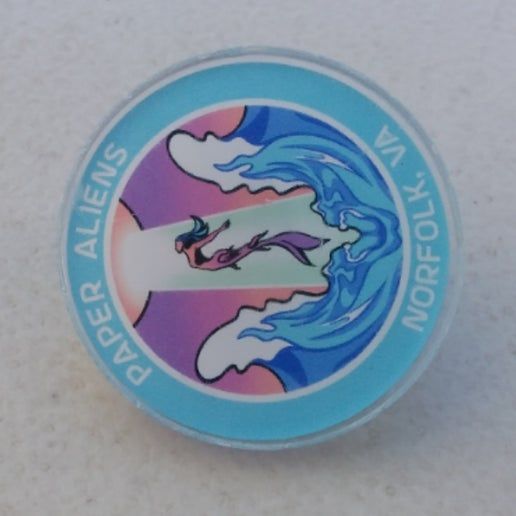 PAPER ALIENS
NORFOLK, VA